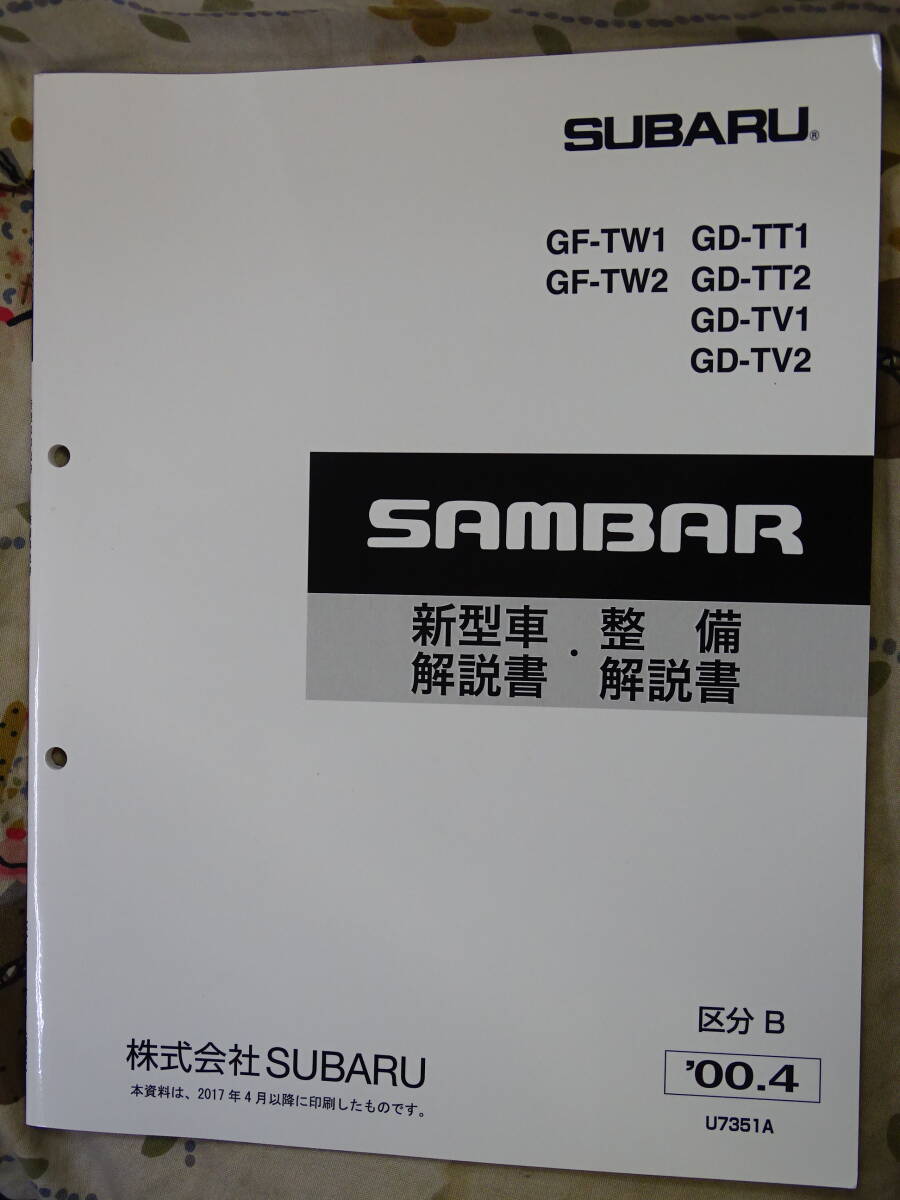 SUBARU®
GF-TW1 GD-TT1
GF-TW2 GD-TT2
GD-TV1
GD-TV2
SAMBAR
新型車解説書・整備解説書
区分 B
'00.4
U7351A
株式会社SUBARU
本資料は、2017年4月以降に印刷したものです。